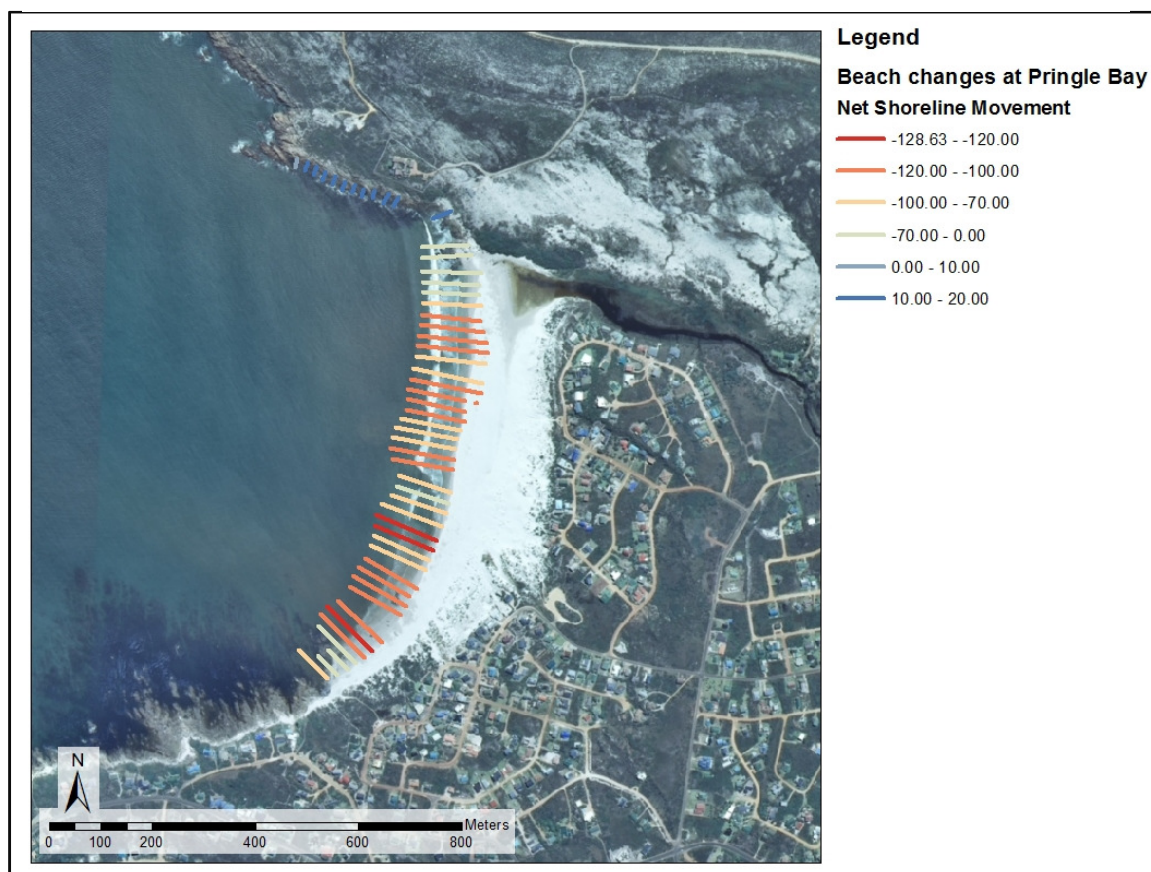 Legend
Beach changes at Pringle Bay
Net Shoreline Movement
-128.63 - -120.00
-120.00 - -100.00
-100.00 - -70.00
-70.00 - 0.00
0.00 - 10.00
10.00 - 20.00
N
Meters
0 100 200 400 600 800